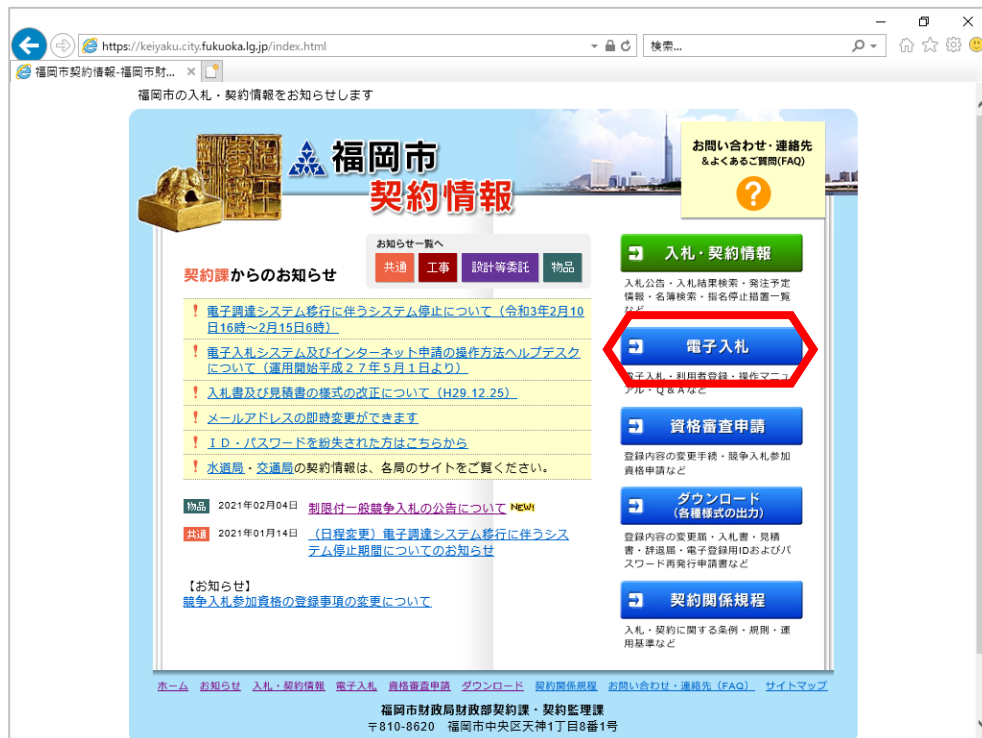 https://keiyaku.city.fukuoka.lg.jp/index.html
検索...
福岡市契約情報-福岡市財...
福岡市の入札・契約情報をお知らせします
福岡市
契約情報
お問い合わせ・連絡先
&よくあるご質問(FAQ)
?
お知らせ一覧へ
共通 工事 設計等委託 物品
契約課からのお知らせ
! 電子調達システム移行に伴うシステム停止について（令和3年2月10
日16時～2月15日6時）
! 電子入札システム及びインターネット申請の操作方法ヘルプデスク
について（運用開始平成２７年５月１日より）
! 入札書及び見積書の様式の改正について（H29.12.25）
! メールアドレスの即時変更ができます
! ＩＤ・パスワードを紛失された方はこちらから
! 水道局・交通局の契約情報は、各局のサイトをご覧ください。
物品 2021年02月04日 制限付一般競争入札の公告について NEW!
共通 2021年01月14日 （日程変更）電子調達システム移行に伴うシス
テム停止期間についてのお知らせ
【お知らせ】
競争入札参加資格の登録事項の変更について
入札・契約情報
入札公告・入札結果検索・発注予定
情報・名簿検索・指名停止措置一覧
など
電子入札
電子入札・利用者登録・操作マニュ
アル・Ｑ＆Ａなど
資格審査申請
登録内容の変更手続・競争入札参加
資格申請など
ダウンロード
（各種様式の出力）
登録内容の変更届・入札書・見積
書・辞退届・電子登録用IDおよびパ
スワード再発行申請書など
契約関係規程
入札・契約に関する条例・規則・運
用基準など
ホーム お知らせ 入札・契約情報 電子入札 資格審査申請 ダウンロード 契約関係規程 お問い合わせ・連絡先（FAQ） サイトマップ
福岡市財政局財政部契約課・契約監理課
〒810-8620 福岡市中央区天神1丁目8番1号